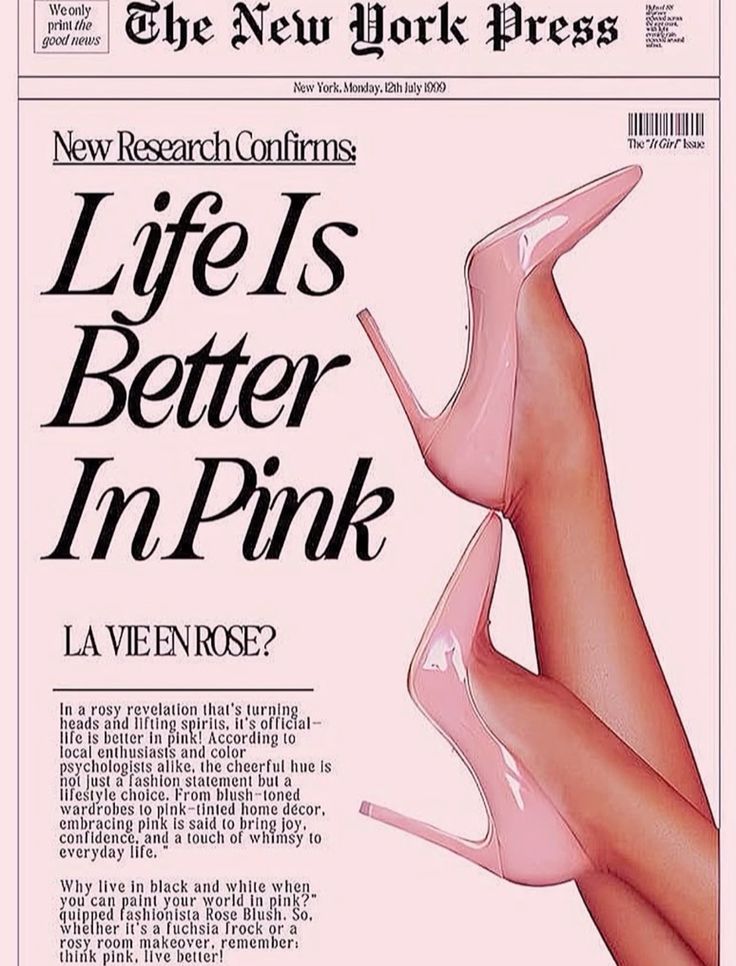 We only
print the
good news
The New York Press
New York, Monday, 12th July 1999
The "It Girl" Issue
New Research Confirms:
Life Is
Better
In Pink
LA VIE EN ROSE?
In a rosy revelation that's turning
heads and lifting spirits, it's official—
life is better in pink! According to
local enthusiasts and color
psychologists alike, the cheerful hue is
not just a fashion statement but a
lifestyle choice. From blush-toned
wardrobes to pink-tinted home décor,
embracing pink is said to bring joy,
confidence, and a touch of whimsy to
everyday life. "
Why live in black and white when
you can paint your world in pink?"
quipped fashionista Rose Blush. So,
whether it's a fuchsia frock or a
rosy room makeover, remember:
think pink, live better!